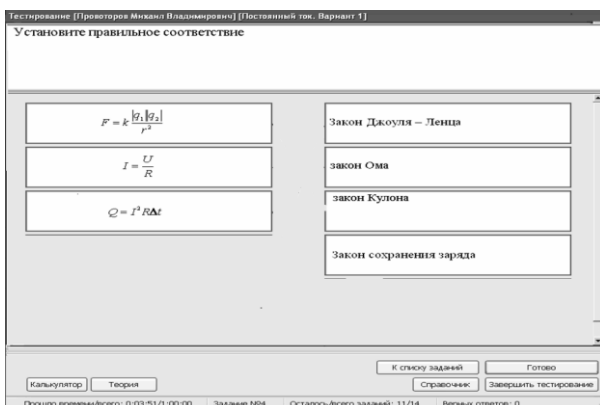 Тестирование [Провоторов Михаил Владимирович] [Постоянный ток. Вариант 1]
Установите правильное соответствие
F = k |q₁||q₂| / r²
Закон Джоуля – Ленца
I = U / R
закон Ома
Q = I² RΔt
закон Кулона
Закон сохранения заряда
К списку заданий
Готово
Калькулятор
Теория
Справочник
Завершить тестирование
Прошло времени/всего: 0:03:51/1:00:00 Задание №4 Осталось/всего заданий: 11/14 Верных ответов: 0